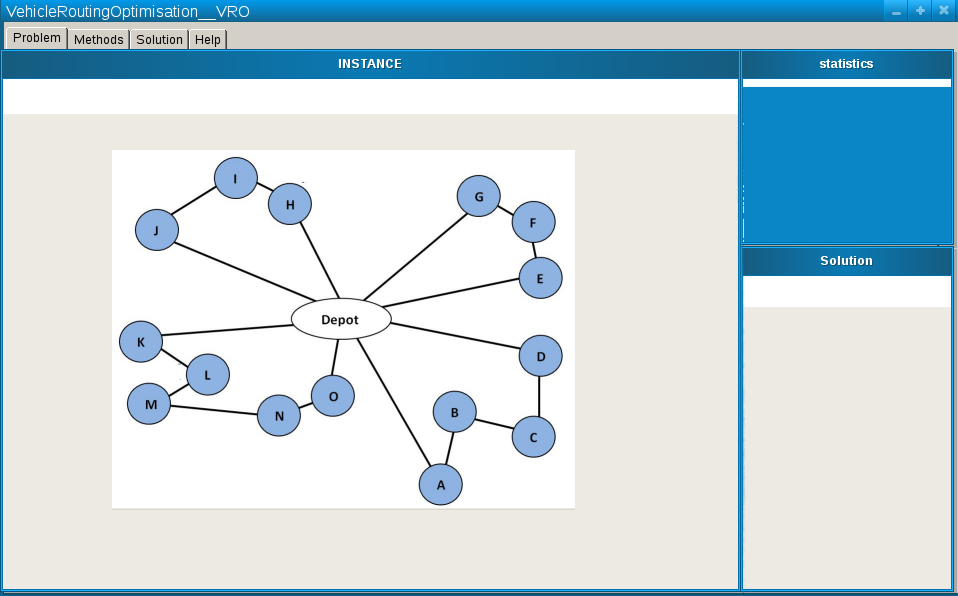 VehicleRoutingOptimisation__VRO
Problem Methods Solution Help
INSTANCE
statistics
I
H
G
J
F
E
Depot
K
D
L
O
M
B
N
C
A
Solution